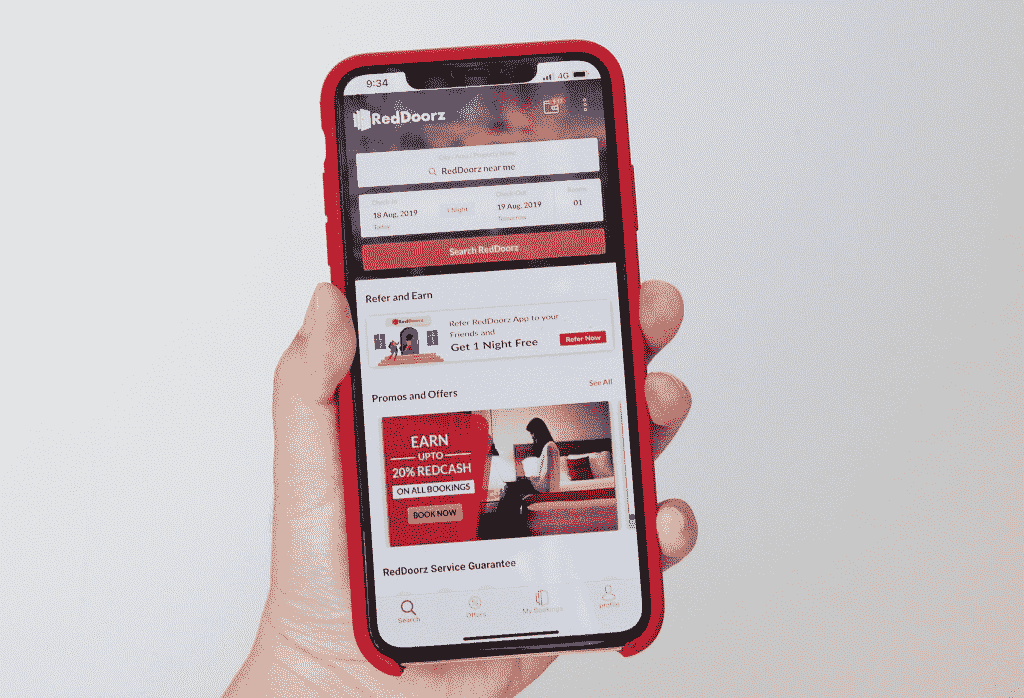 9:34
4G
RedDoorz
RedDoorz near me
Check In
Check Out
Rooms
18 Aug, 2019
1 Night
19 Aug, 2019
01
Today
Tomorrow
Search RedDoorz
Refer and Earn
RedDoorz
Refer RedDoorz App to your
Friends and
Get 1 Night Free
Refer Now
Promos and Offers
See All
EARN
UPTO
20% REDCASH
ON ALL BOOKINGS
BOOK NOW
RedDoorz Service Guarantee
Search
Offers
My Bookings
profile